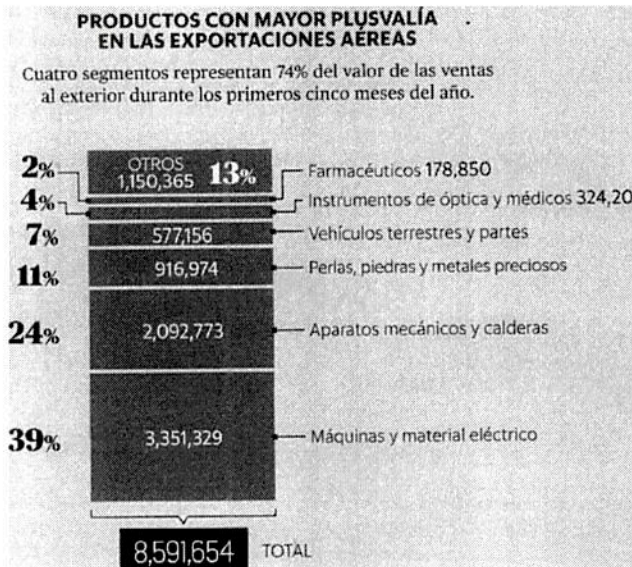 PRODUCTOS CON MAYOR PLUSVALÍA
EN LAS EXPORTACIONES AÉREAS
Cuatro segmentos representan 74% del valor de las ventas
al exterior durante los primeros cinco meses del año.
OTROS
1,150,365 13%
2% Farmacéuticos 178,850
4% Instrumentos de óptica y médicos 324,20
7% 577,156 Vehículos terrestres y partes
11% 916,974 Perlas, piedras y metales preciosos
24% 2,092,773 Aparatos mecánicos y calderas
39% 3,351,329 Máquinas y material eléctrico
8,591,654 TOTAL